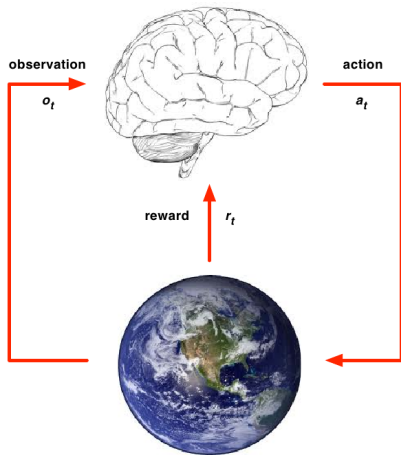 observation
o_t
action
a_t
reward
r_t